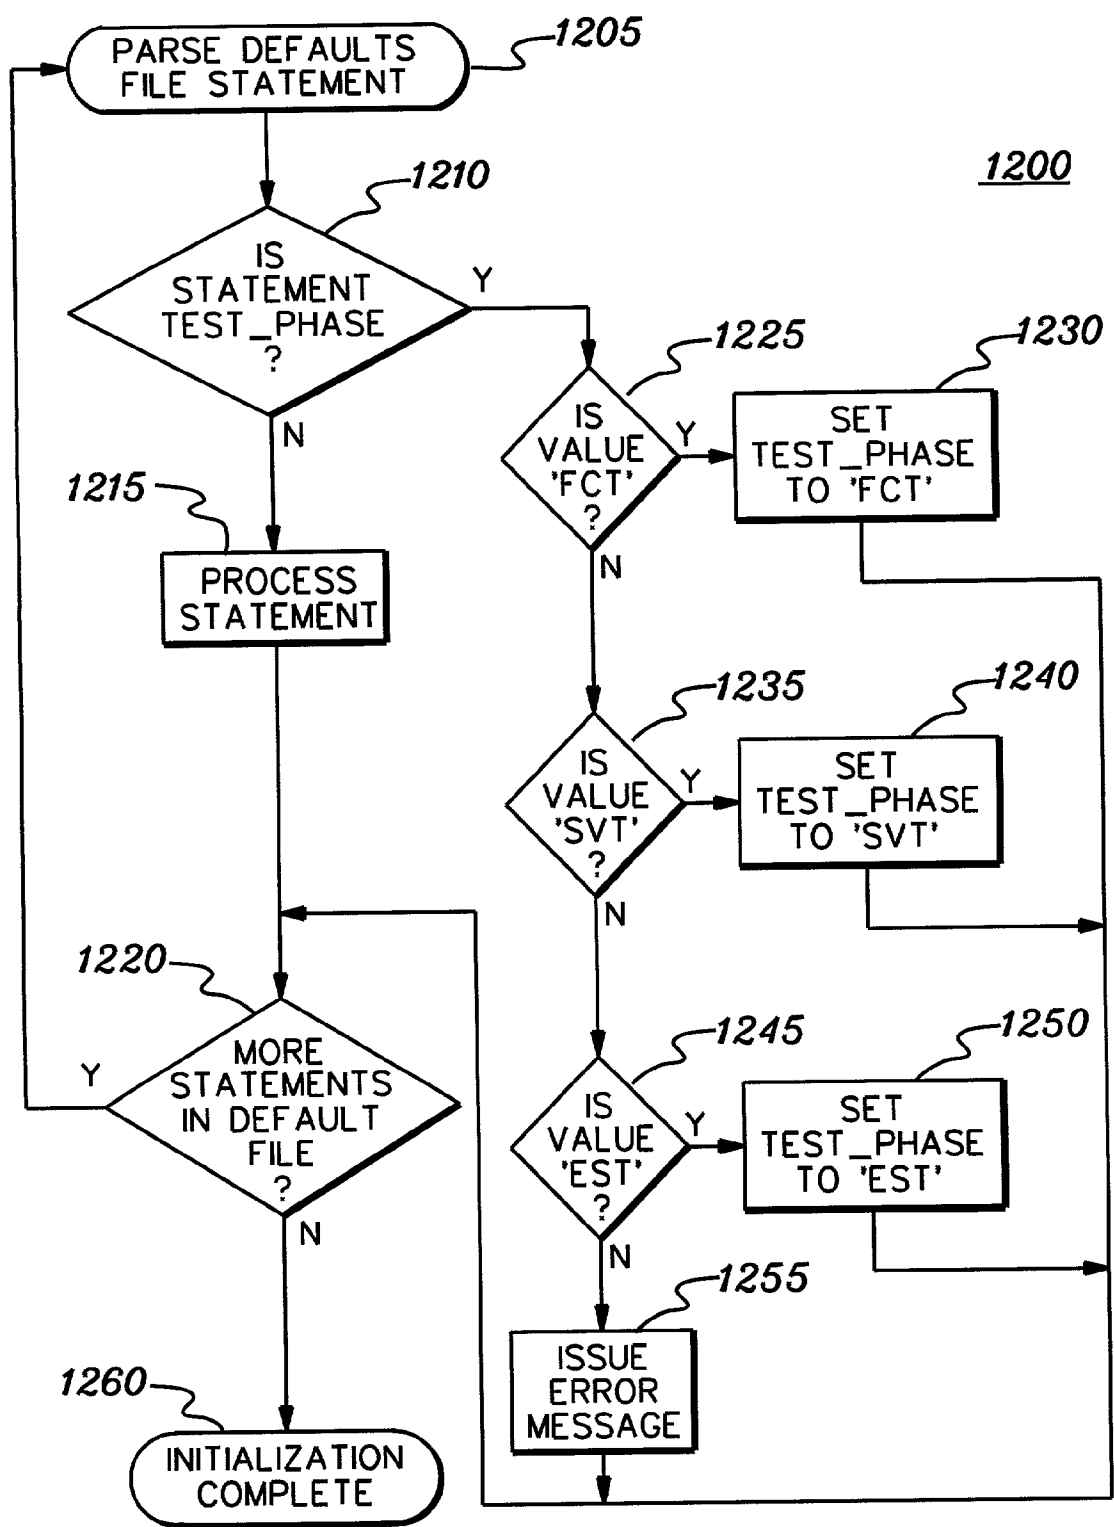 PARSE DEFAULTS
FILE STATEMENT
1205
1200
1210
IS
STATEMENT
TEST_PHASE
?
Y
N
1215
PROCESS
STATEMENT
1225
IS
VALUE
'FCT'
?
Y
N
1230
SET
TEST_PHASE
TO 'FCT'
1235
IS
VALUE
'SVT'
?
Y
N
1240
SET
TEST_PHASE
TO 'SVT'
1220
MORE
STATEMENTS
IN DEFAULT
FILE
?
Y
N
1245
IS
VALUE
'EST'
?
Y
N
1250
SET
TEST_PHASE
TO 'EST'
1255
ISSUE
ERROR
MESSAGE
1260
INITIALIZATION
COMPLETE